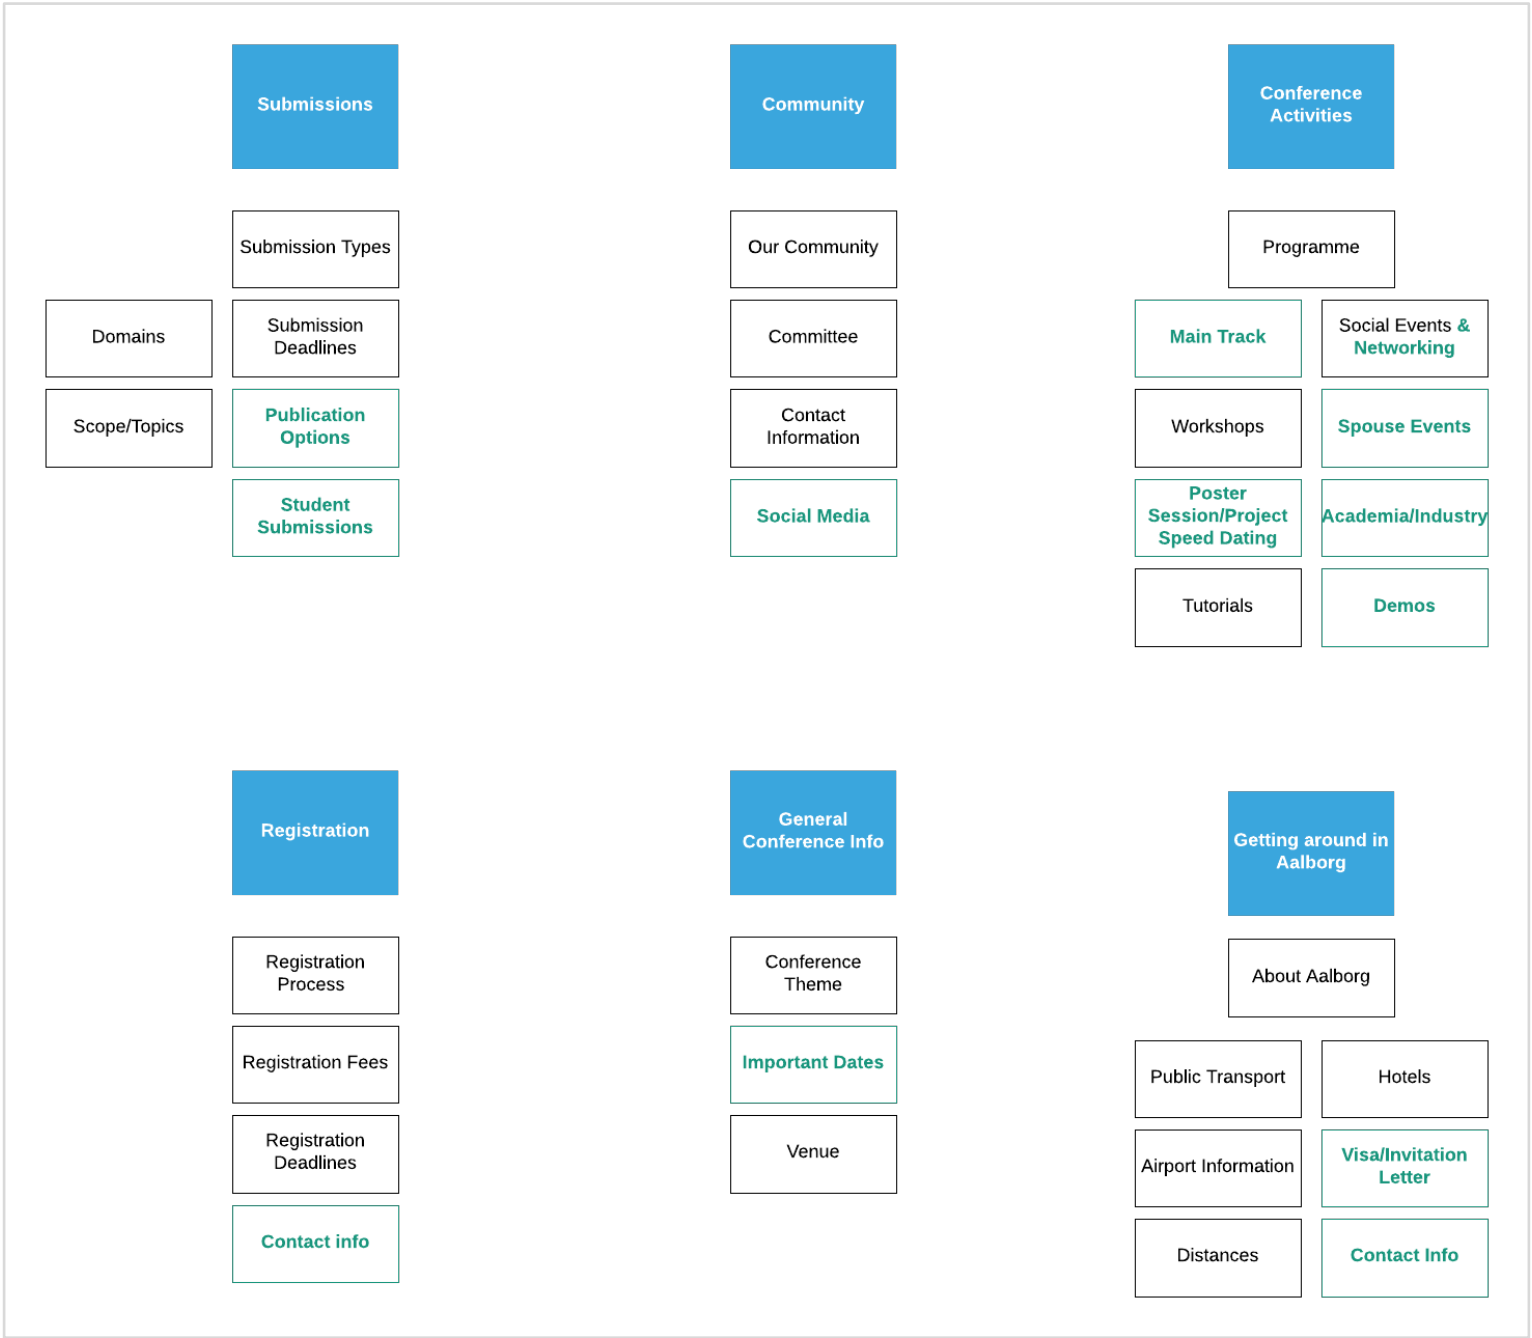 Submissions
Community
Conference
Activities
Submission Types
Domains
Submission
Deadlines
Scope/Topics
Publication
Options
Student
Submissions
Our Community
Committee
Contact
Information
Social Media
Programme
Main Track
Social Events &
Networking
Workshops
Spouse Events
Poster
Session/Project
Speed Dating
Academia/Industry
Tutorials
Demos
Registration
General
Conference Info
Getting around in
Aalborg
Registration
Process
Registration Fees
Registration
Deadlines
Contact info
Conference
Theme
Important Dates
Venue
About Aalborg
Public Transport
Hotels
Airport Information
Visa/Invitation
Letter
Distances
Contact Info